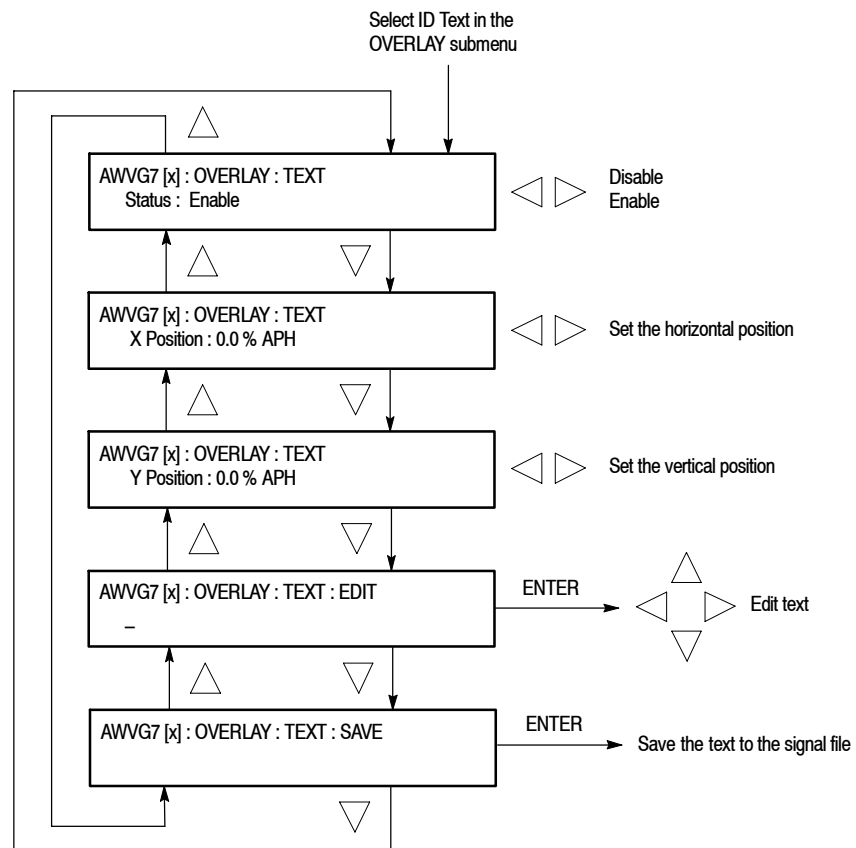 Select ID Text in the
OVERLAY submenu
AWVG7 [x] : OVERLAY : TEXT
Status : Enable
Disable
Enable
AWVG7 [x] : OVERLAY : TEXT
X Position : 0.0 % APH
Set the horizontal position
AWVG7 [x] : OVERLAY : TEXT
Y Position : 0.0 % APH
Set the vertical position
AWVG7 [x] : OVERLAY : TEXT : EDIT
_
ENTER
Edit text
AWVG7 [x] : OVERLAY : TEXT : SAVE
ENTER
Save the text to the signal file